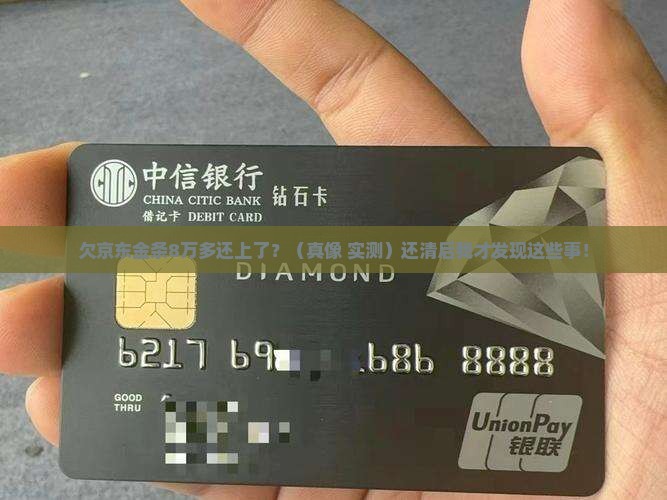 中信银行
CHINA CITIC BANK
借记卡 DEBIT CARD
钻石卡
欠京东金条8万多还上了？（真像 实测）还清后我才发现这些事！
DIAMOND
6217 69 686 8888
GOOD
THRU
UnionPay
银联